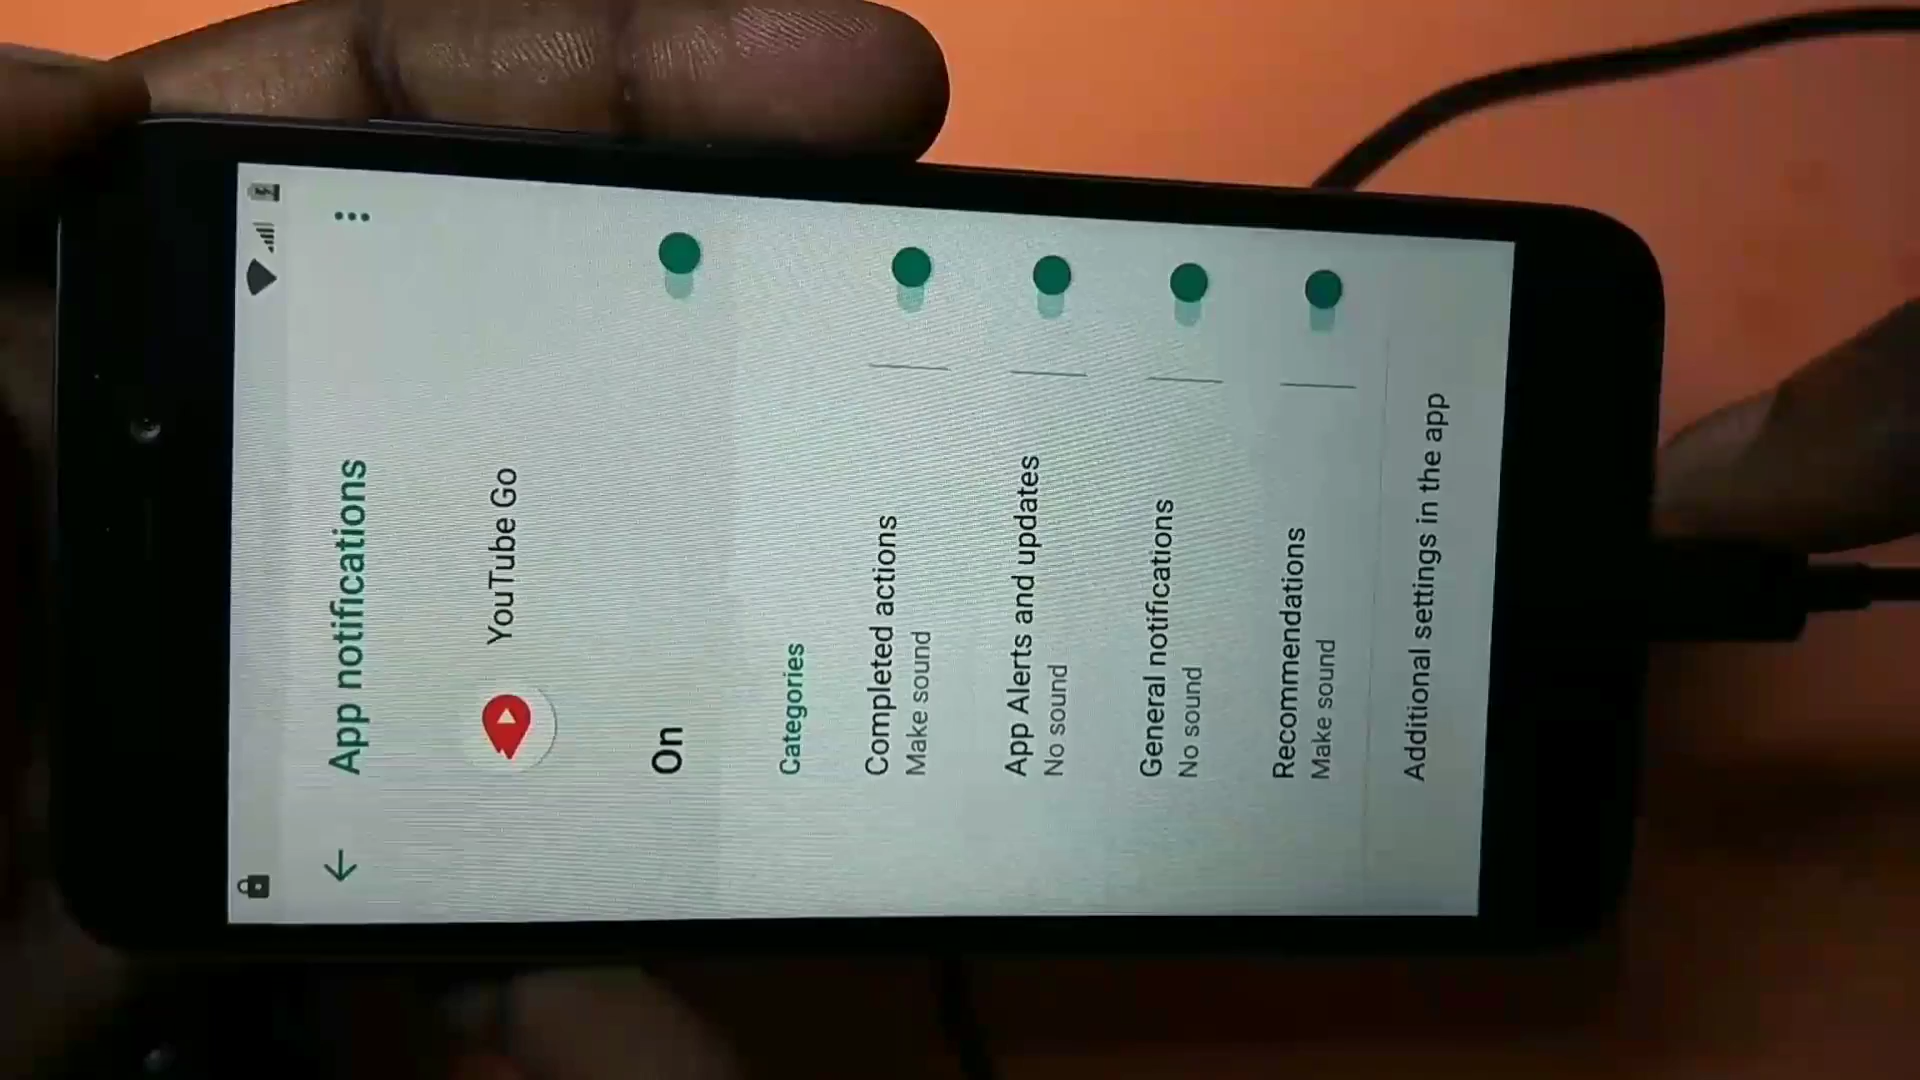 App notifications
YouTube Go
On
Categories
Completed actions
Make sound
App Alerts and updates
No sound
General notifications
No sound
Recommendations
Make sound
Additional settings in the app